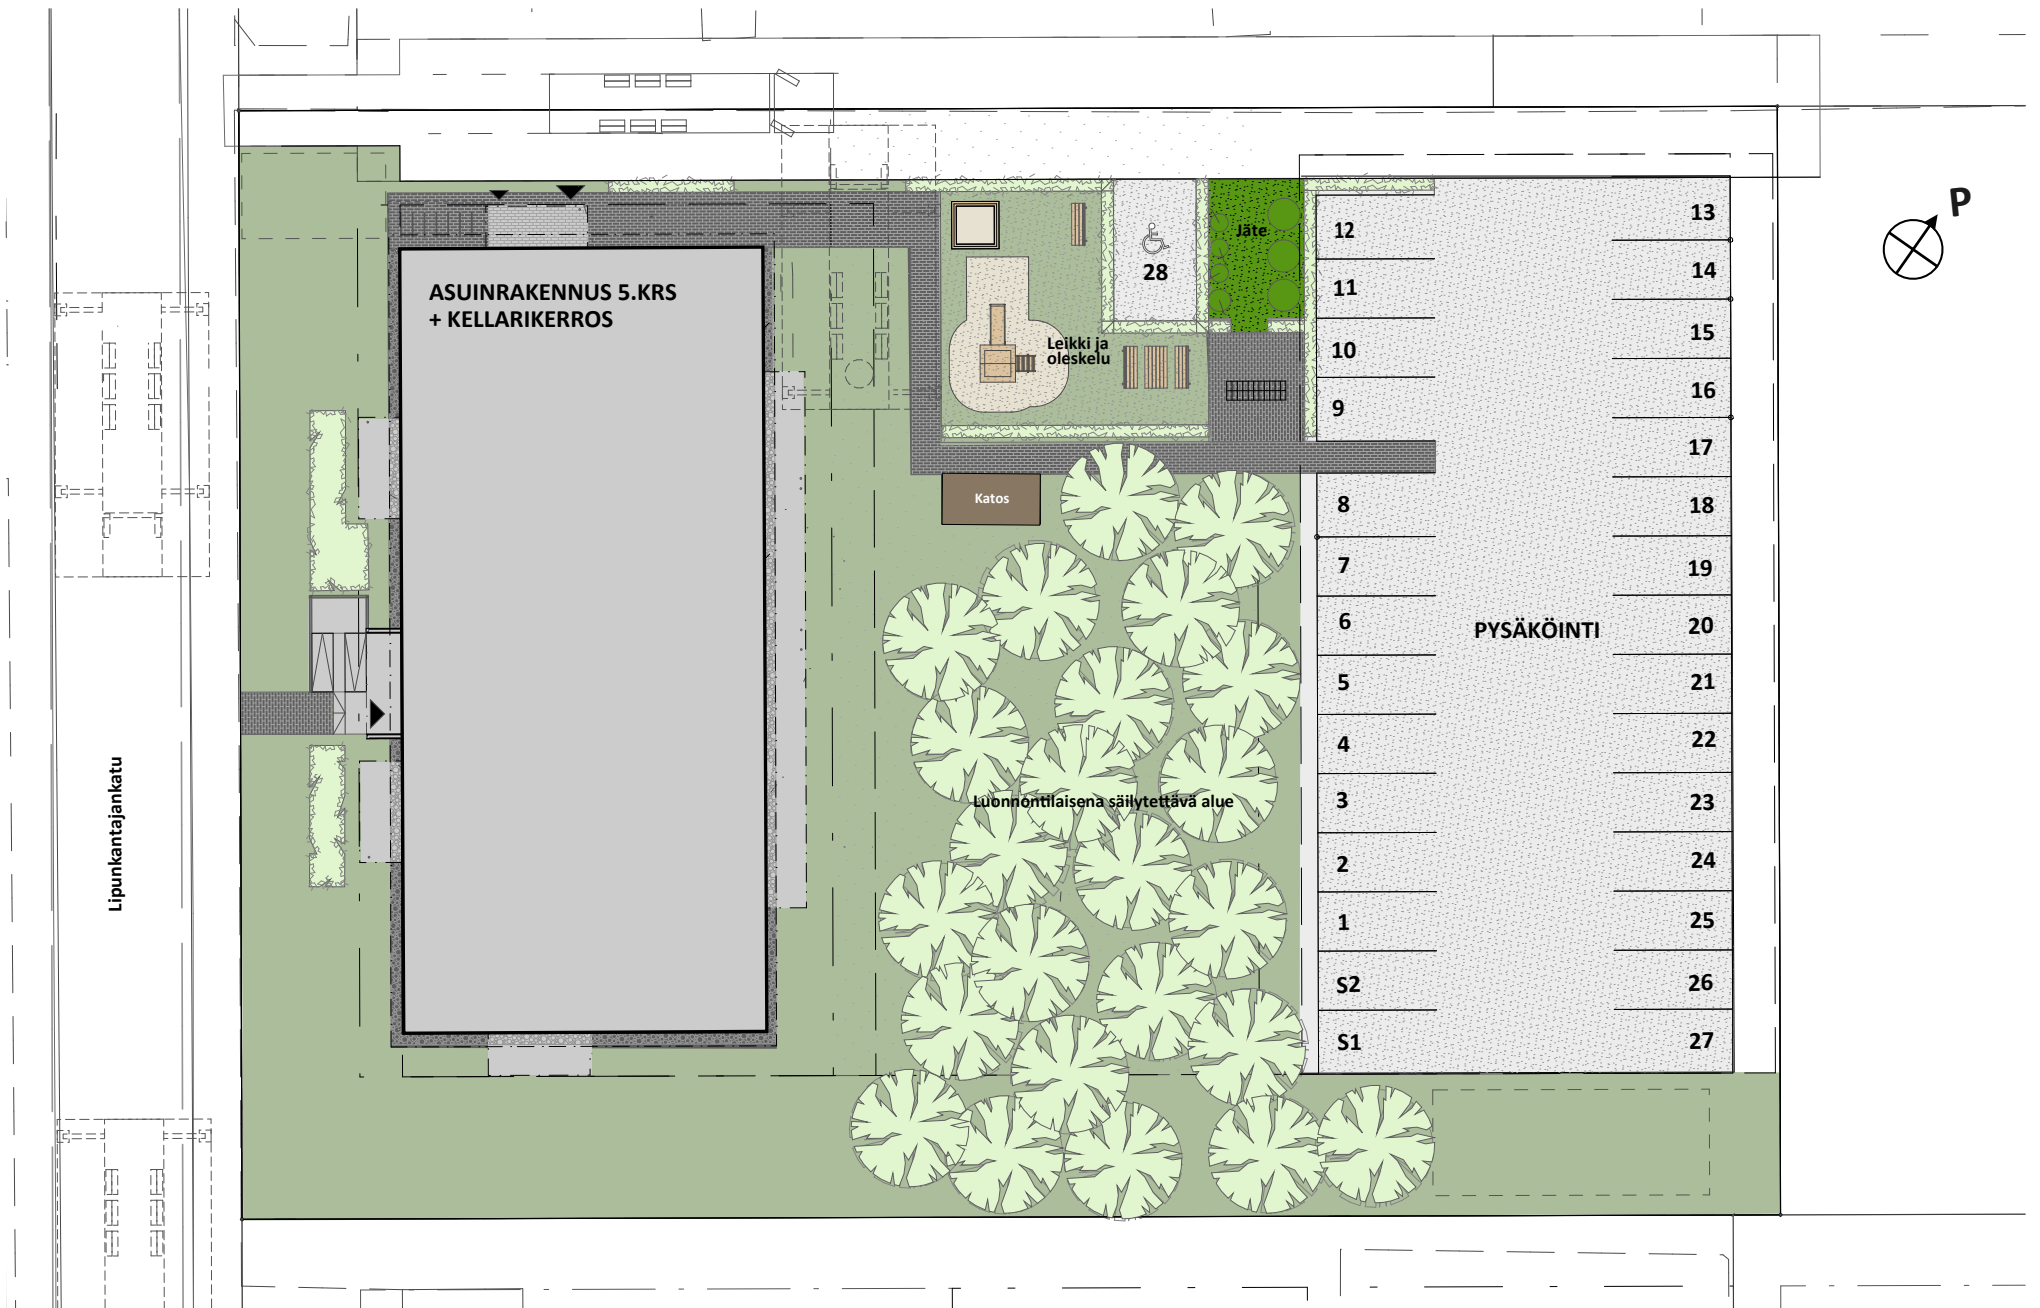 P
13
12
Jäte
14
28
11
ASUINRAKENNUS 5.KRS
+ KELLARIKERROS
15
Leikki ja
oleskelu
10
16
9
17
Katos
8
18
7
19
6
PYSÄKÖINTI
20
5
21
4
22
Luonnontilaisena säilytettävä alue
3
23
Lipunkantajankatu
2
24
1
25
S2
26
S1
27